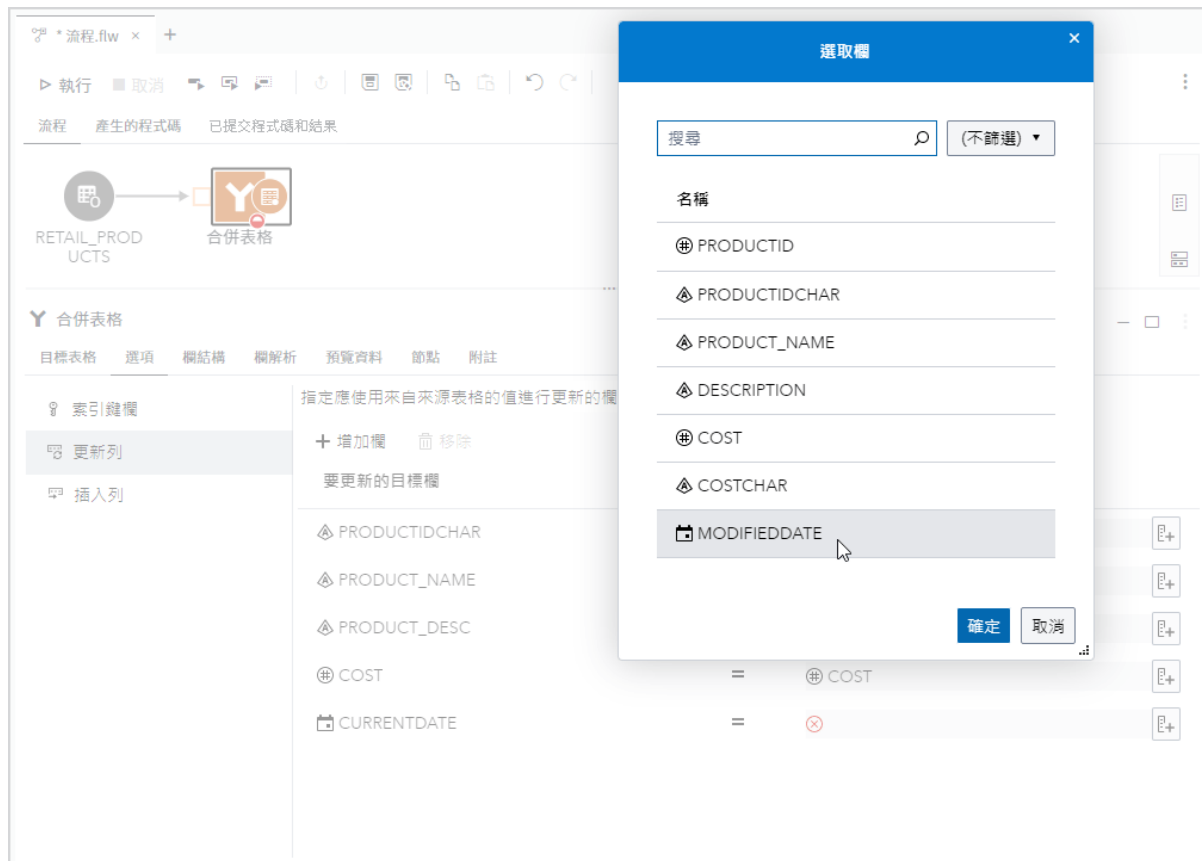 * 流程.flw × +
執行 取消
流程 產生的程式碼 已提交程式碼和結果
RETAIL_PROD
UCTS
合併表格
合併表格
目標表格 選項 欄結構 欄解析 預覽資料 節點 附註
索引鍵欄
更新列
插入列
指定應使用來自來源表格的值進行更新的欄
+ 增加欄 移除
要更新的目標欄
PRODUCTIDCHAR
PRODUCT_NAME
PRODUCT_DESC
COST = COST
CURRENTDATE =
選取欄
搜尋 (不篩選)
名稱
PRODUCTID
PRODUCTIDCHAR
PRODUCT_NAME
DESCRIPTION
COST
COSTCHAR
MODIFIEDDATE
確定 取消